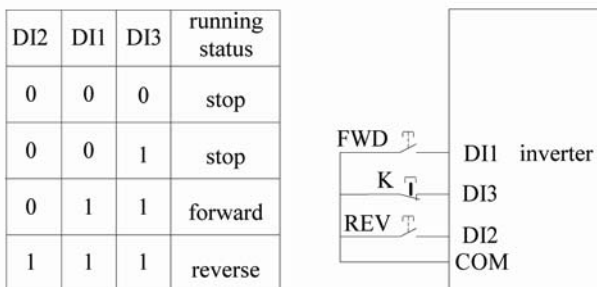 DI2 DI1 DI3 running status
0 0 0 stop
0 0 1 stop
0 1 1 forward
1 1 1 reverse
FWD DI1 inverter
K DI3
REV DI2
COM